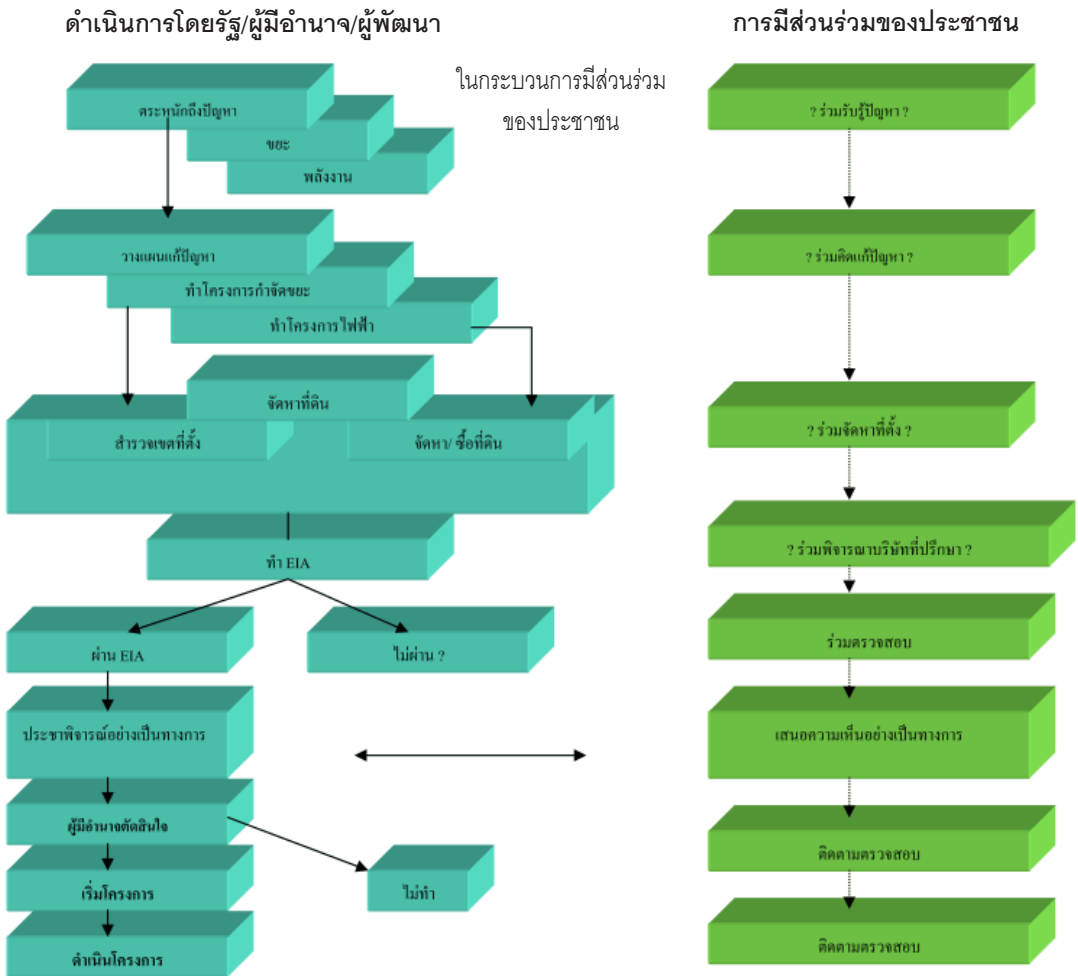 ดำเนินการโดยรัฐ/ผู้มีอำนาจ/ผู้พัฒนา
การมีส่วนร่วมของประชาชน
ในกระบวนการมีส่วนร่วม
ของประชาชน
ตระหนักถึงปัญหา
ขยะ
พลังงาน
วางแผนแก้ปัญหา
ทำโครงการกำจัดขยะ
ทำโครงการไฟฟ้า
จัดหาที่ดิน
สำรวจเขตที่ตั้ง
จัดหา/ ซื้อที่ดิน
ทำ EIA
ผ่าน EIA
ไม่ผ่าน ?
ประชาพิจารณ์อย่างเป็นทางการ
ผู้มีอำนาจตัดสินใจ
เริ่มโครงการ
ไม่ทำ
ดำเนินโครงการ
? ร่วมรับรู้ปัญหา ?
? ร่วมคิดแก้ปัญหา ?
? ร่วมจัดหาที่ตั้ง ?
? ร่วมพิจารณาบริษัทที่ปรึกษา ?
ร่วมตรวจสอบ
เสนอความเห็นอย่างเป็นทางการ
ติดตามตรวจสอบ
ติดตามตรวจสอบ